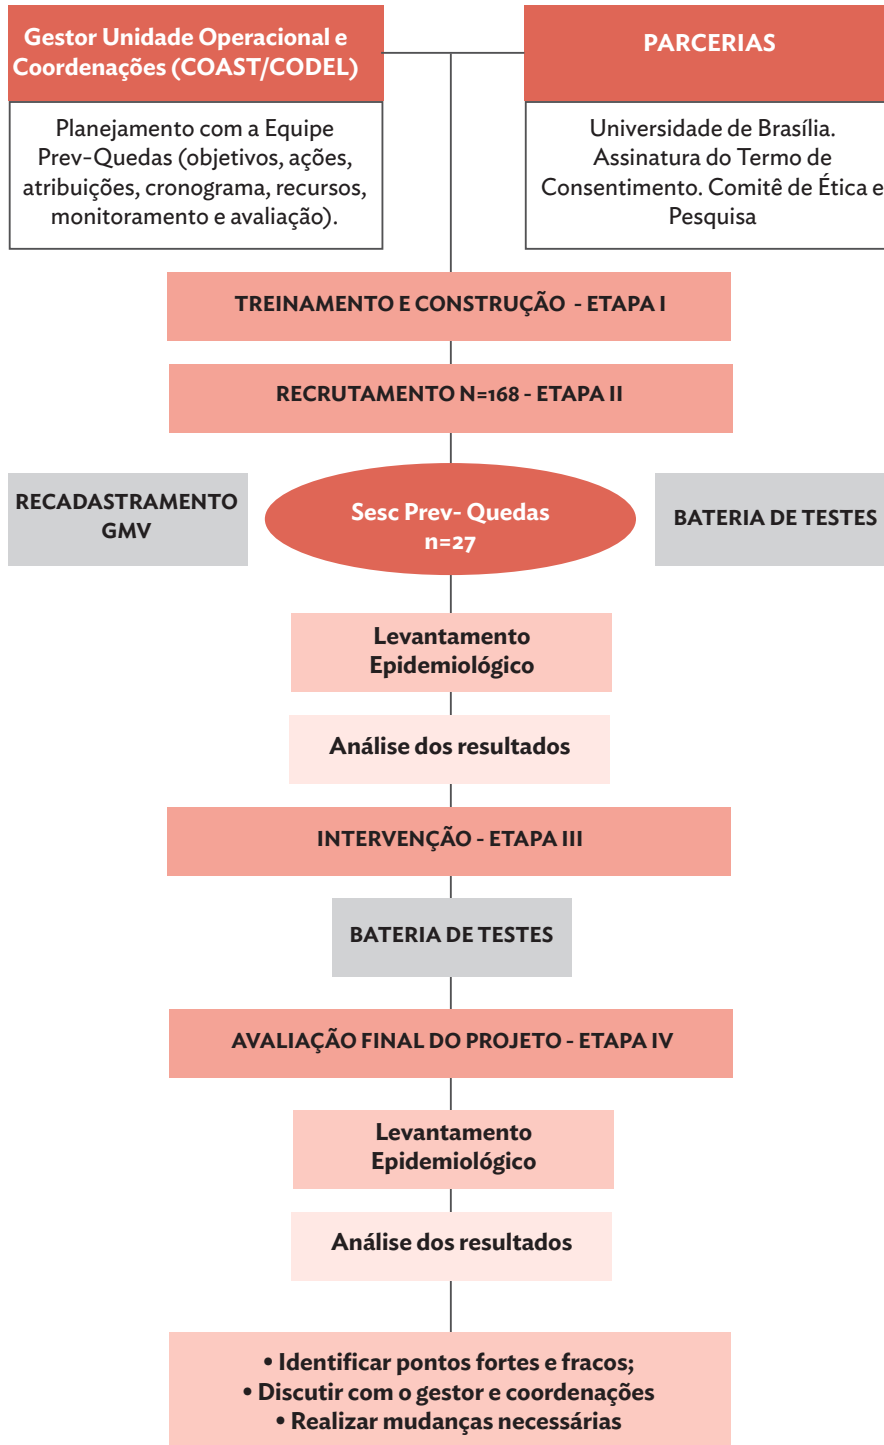 Gestor Unidade Operacional e
Coordenações (COAST/CODEL)
Planejamento com a Equipe
Prev-Quedas (objetivos, ações,
atribuições, cronograma, recursos,
monitoramento e avaliação).
PARCERIAS
Universidade de Brasília.
Assinatura do Termo de
Consentimento. Comitê de Ética e
Pesquisa
TREINAMENTO E CONSTRUÇÃO - ETAPA I
RECRUTAMENTO N=168 - ETAPA II
RECADASTRAMENTO
GMV
Sesc Prev- Quedas
n=27
BATERIA DE TESTES
Levantamento
Epidemiológico
Análise dos resultados
INTERVENÇÃO - ETAPA III
BATERIA DE TESTES
AVALIAÇÃO FINAL DO PROJETO - ETAPA IV
Levantamento
Epidemiológico
Análise dos resultados
• Identificar pontos fortes e fracos;
• Discutir com o gestor e coordenações
• Realizar mudanças necessárias